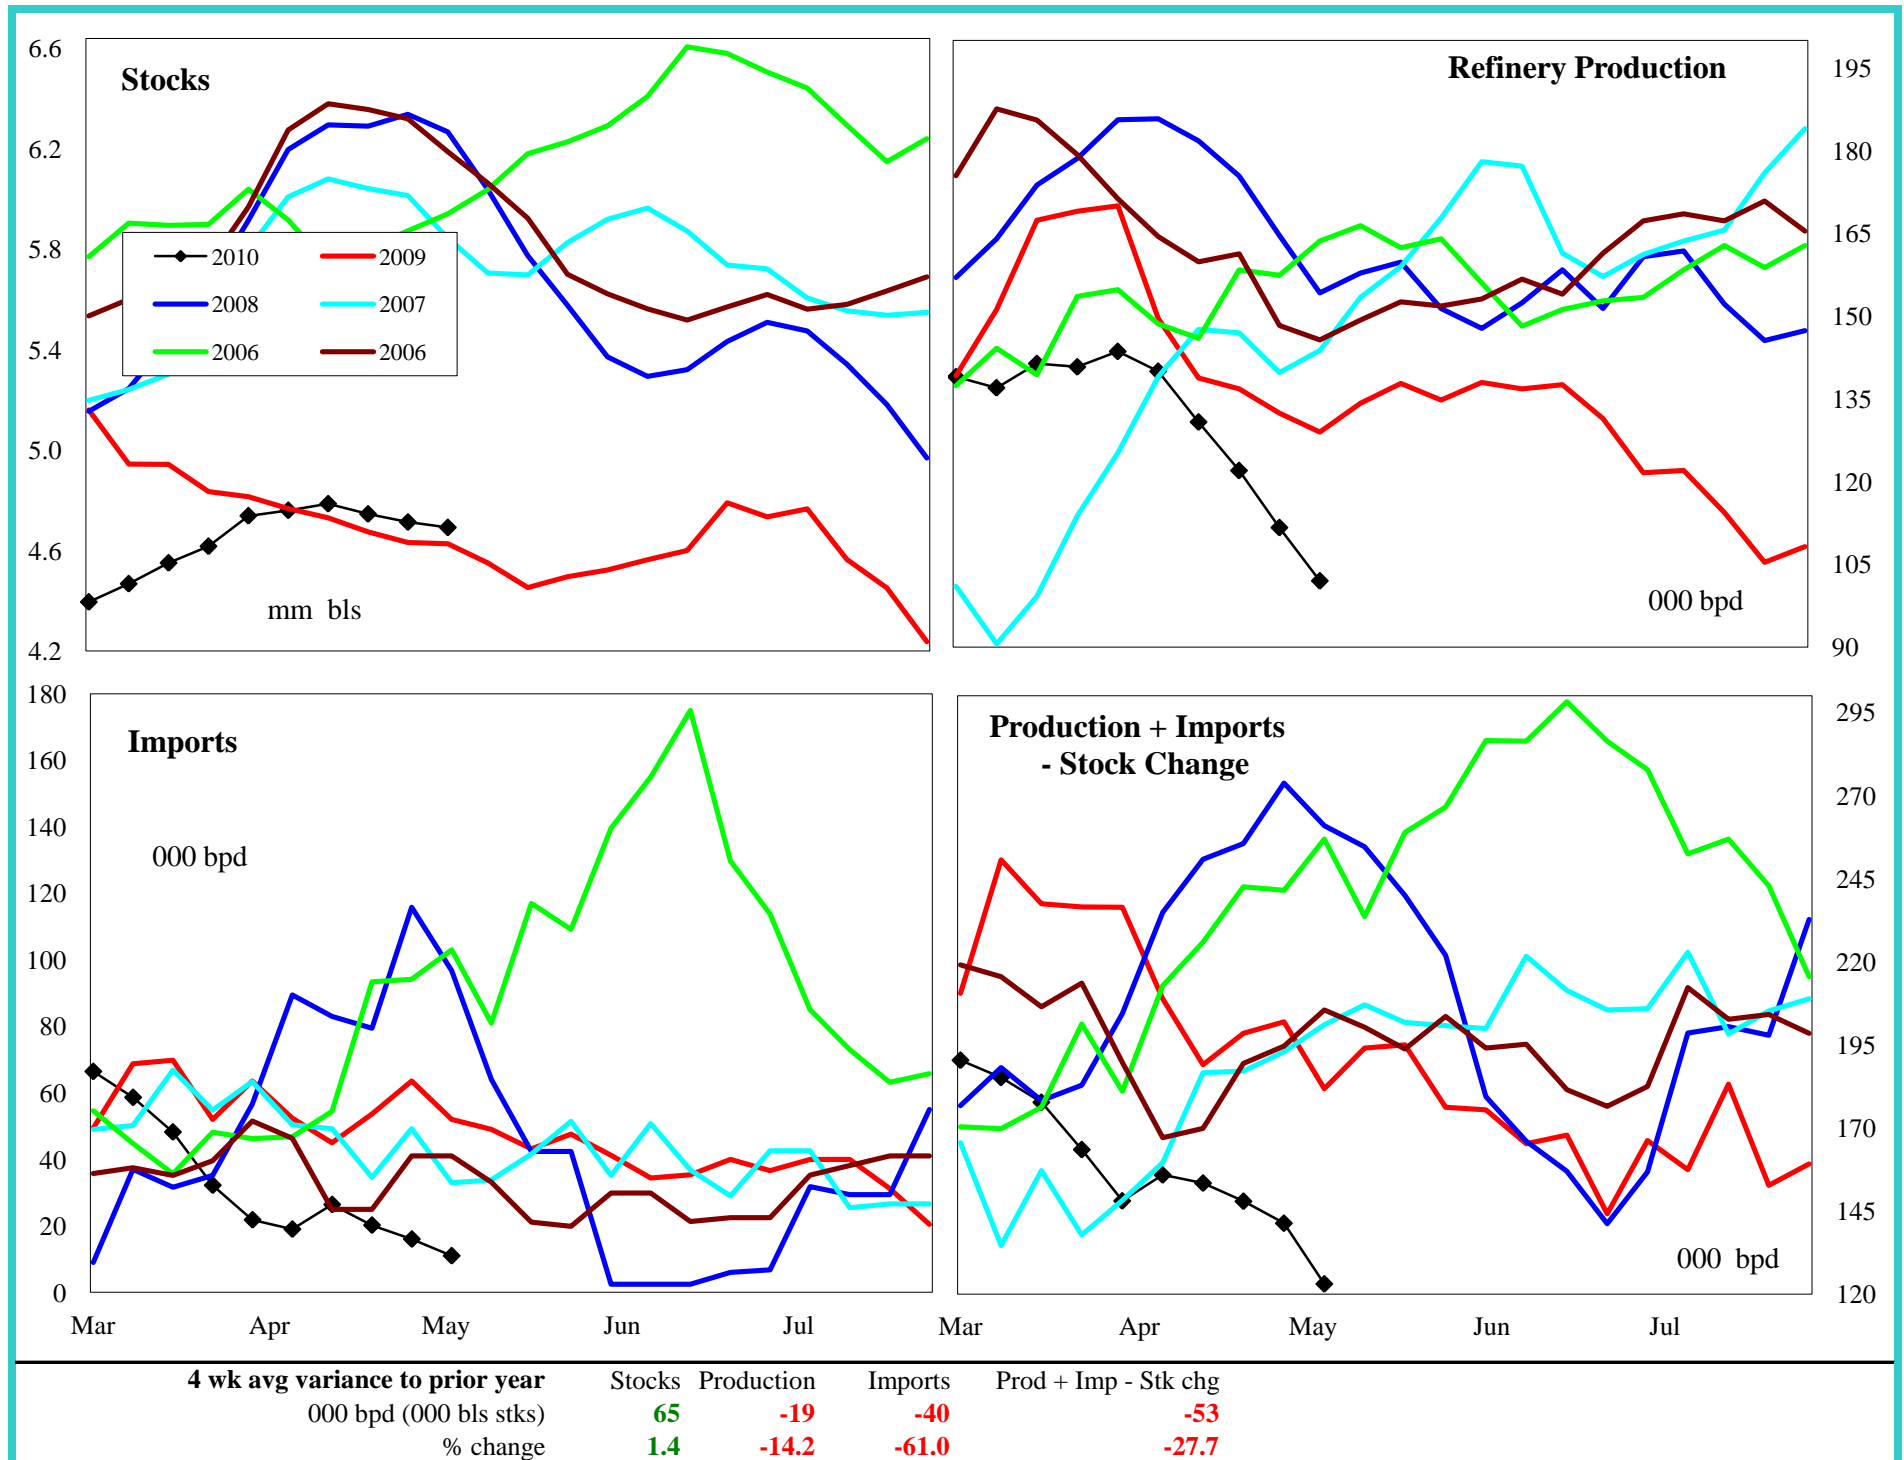 Stocks
6.6
6.2
5.8
5.4
5.0
4.6
4.2
2010 2009
2008 2007
2006 2006
mm bls
Refinery Production
195
180
165
150
135
120
105
90
000 bpd
Imports
180
160
140
120
100
80
60
40
20
0
000 bpd
Mar Apr May Jun Jul
Production + Imports
- Stock Change
295
270
245
220
195
170
145
120
000 bpd
Mar Apr May Jun Jul
4 wk avg variance to prior year Stocks Production Imports Prod + Imp - Stk chg
000 bpd (000 bls stks) 65 -19 -40 -53
% change 1.4 -14.2 -61.0 -27.7